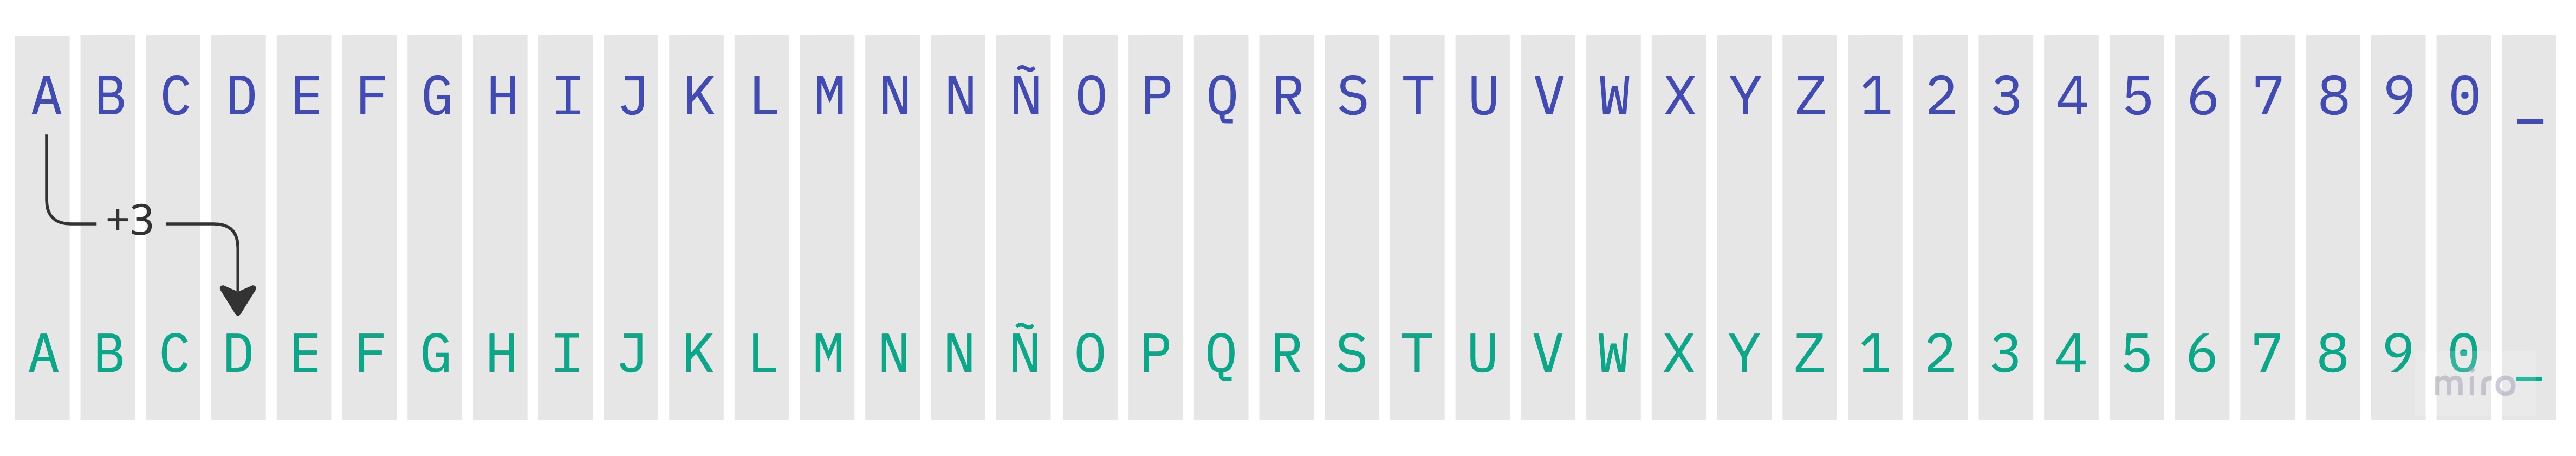 A B C D E F G H I J K L M N N Ñ O P Q R S T U V W X Y Z 1 2 3 4 5 6 7 8 9 0 _
+3
A B C D E F G H I J K L M N N Ñ O P Q R S T U V W X Y Z 1 2 3 4 5 6 7 8 9 0 _
miro